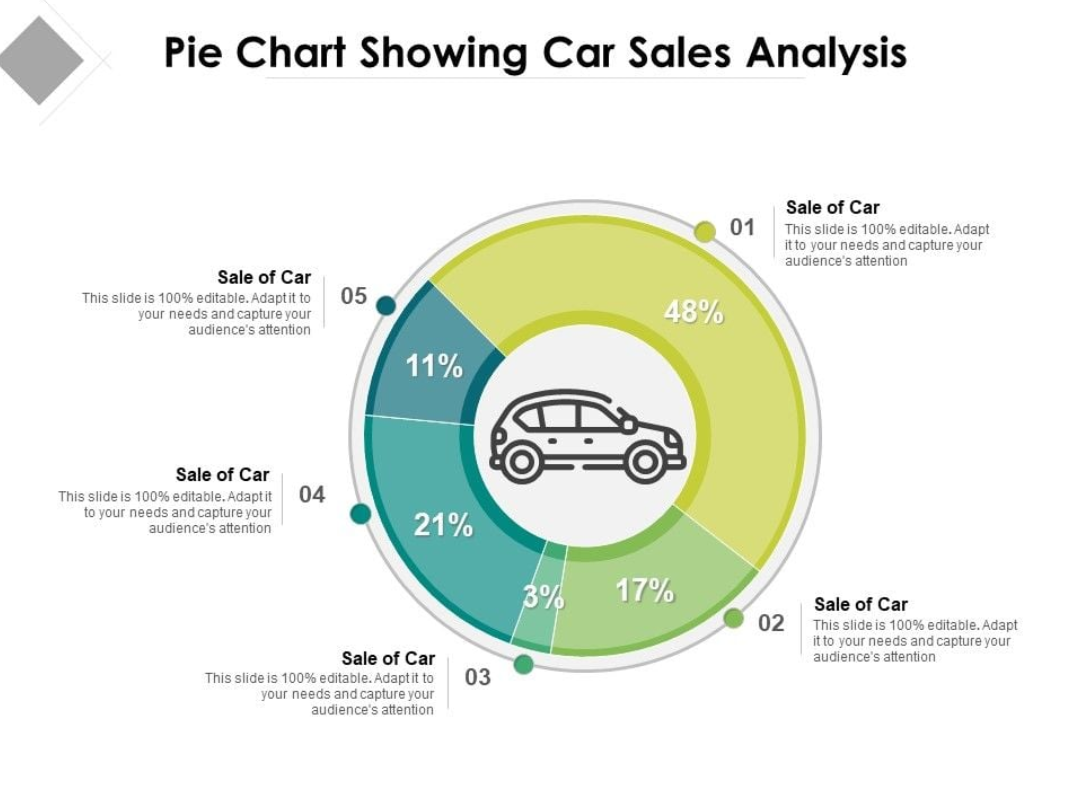 Pie Chart Showing Car Sales Analysis
01
Sale of Car
This slide is 100% editable. Adapt
it to your needs and capture your
audience's attention
48%
02
Sale of Car
This slide is 100% editable. Adapt
it to your needs and capture your
audience's attention
17%
03
Sale of Car
This slide is 100% editable. Adapt it to
your needs and capture your
audience's attention
3%
04
Sale of Car
This slide is 100% editable. Adapt it
to your needs and capture your
audience's attention
21%
05
Sale of Car
This slide is 100% editable. Adapt it to
your needs and capture your
audience's attention
11%